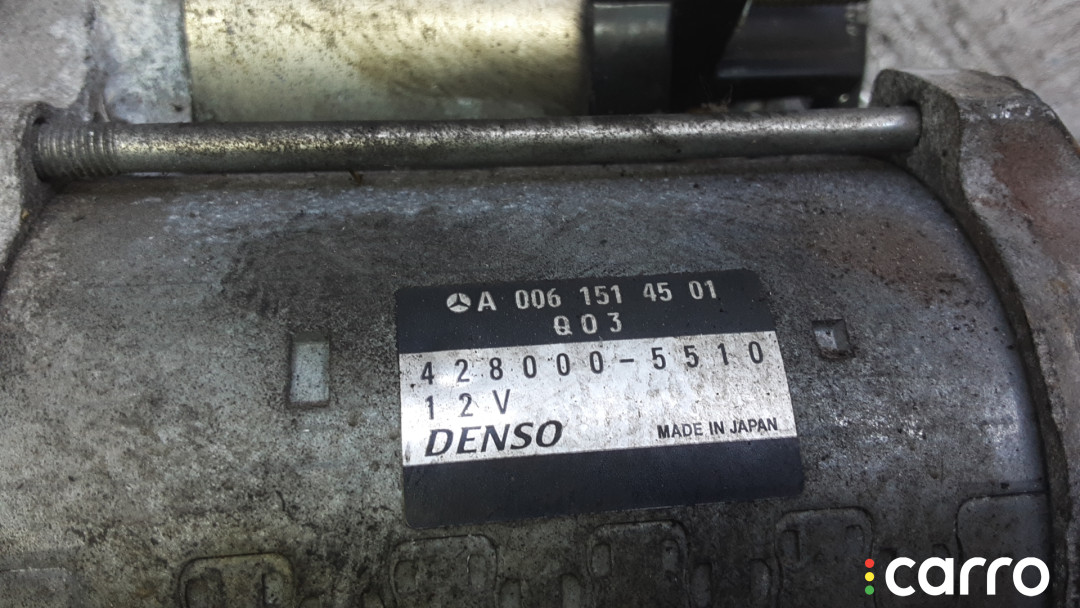 A 006 151 45 01
Q03
428000-5510
12V
DENSO MADE IN JAPAN
carro